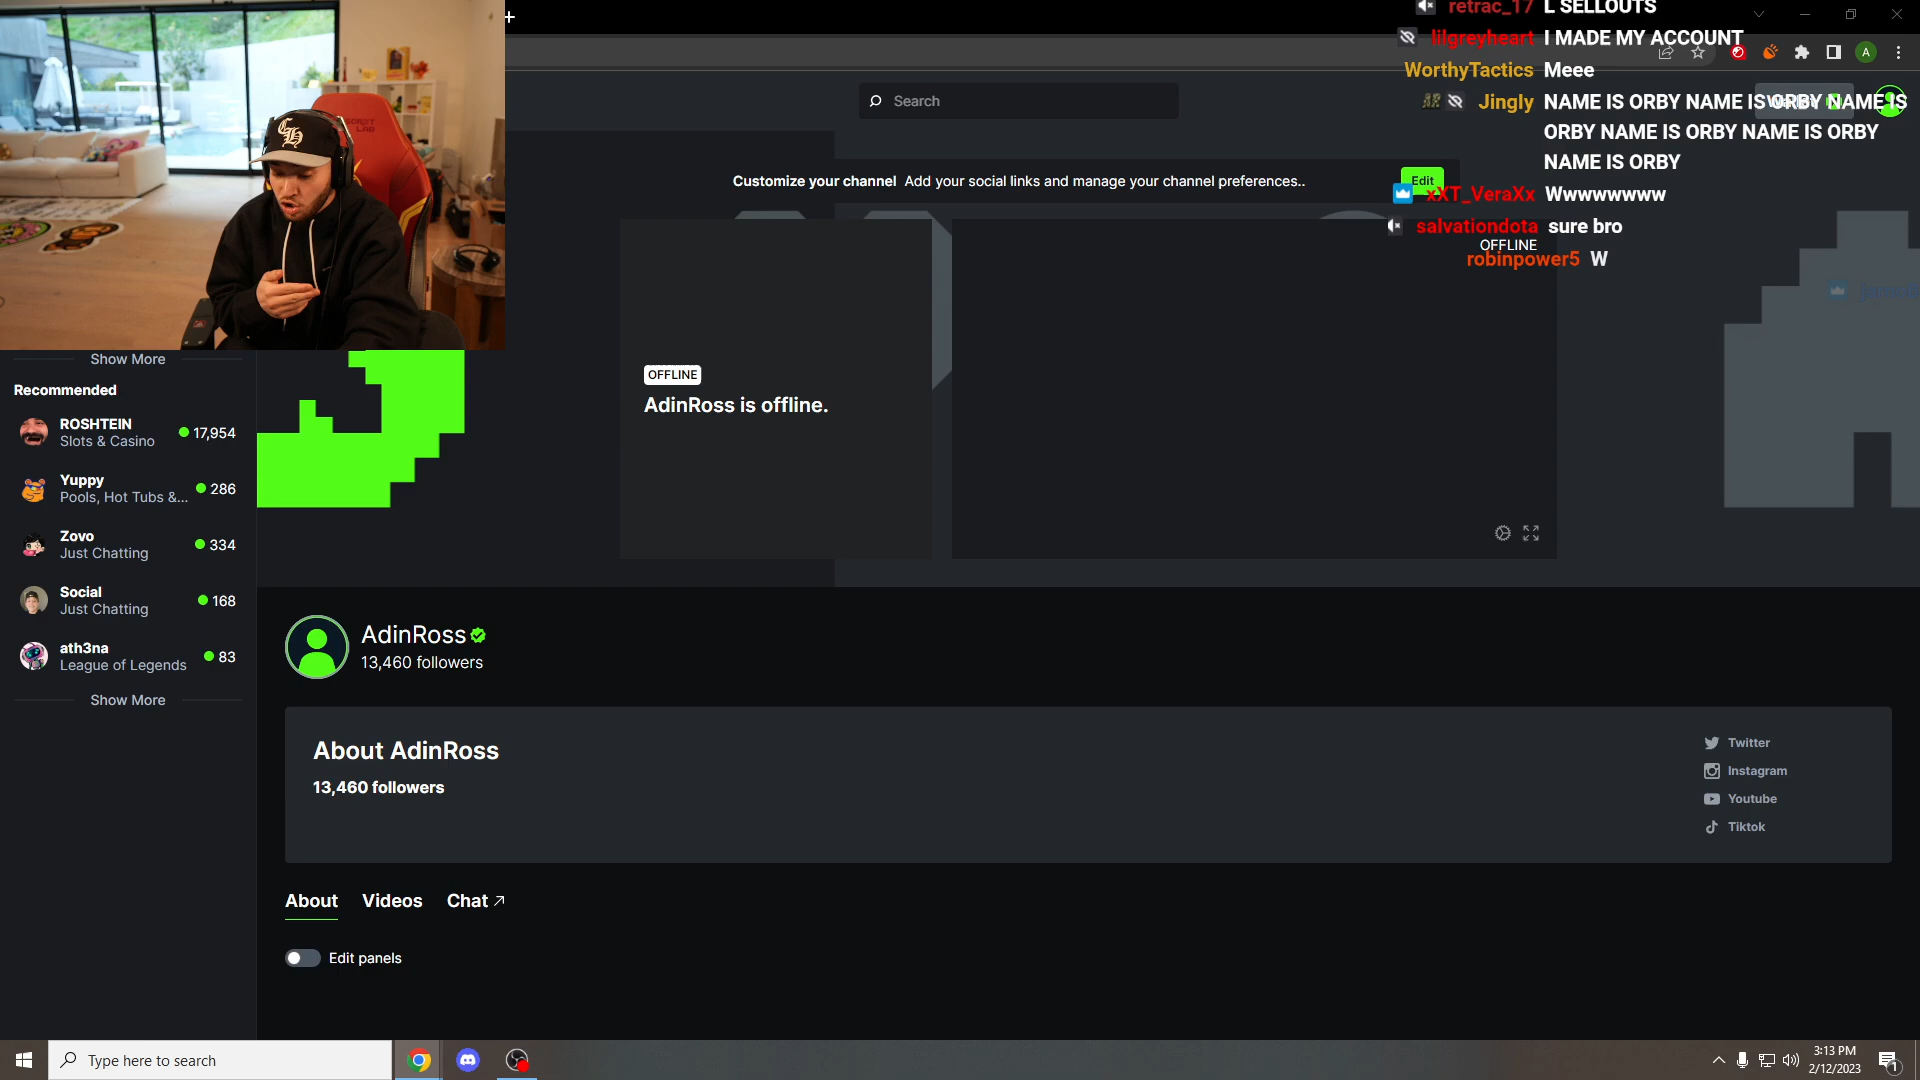 retrac_17 L SELLOUTS
lilgreyheart I MADE MY ACCOUNT
WorthyTactics Meee
Jingly NAME IS ORBY NAME IS ORBY NAME IS
ORBY NAME IS ORBY NAME IS ORBY
NAME IS ORBY
xXT_VeraXx Wwwwwwww
salvationdota sure bro
robinpower5 W
Search
A
Customize your channel Add your social links and manage your channel preferences..
Edit
OFFLINE
OFFLINE
AdinRoss is offline.
Show More
Recommended
ROSHTEIN
Slots & Casino
17,954
Yuppy
Pools, Hot Tubs &...
286
Zovo
Just Chatting
334
Social
Just Chatting
168
ath3na
League of Legends
83
Show More
AdinRoss
13,460 followers
About AdinRoss
13,460 followers
Twitter
Instagram
Youtube
Tiktok
About Videos Chat
Edit panels
Type here to search
3:13 PM
2/12/2023
1